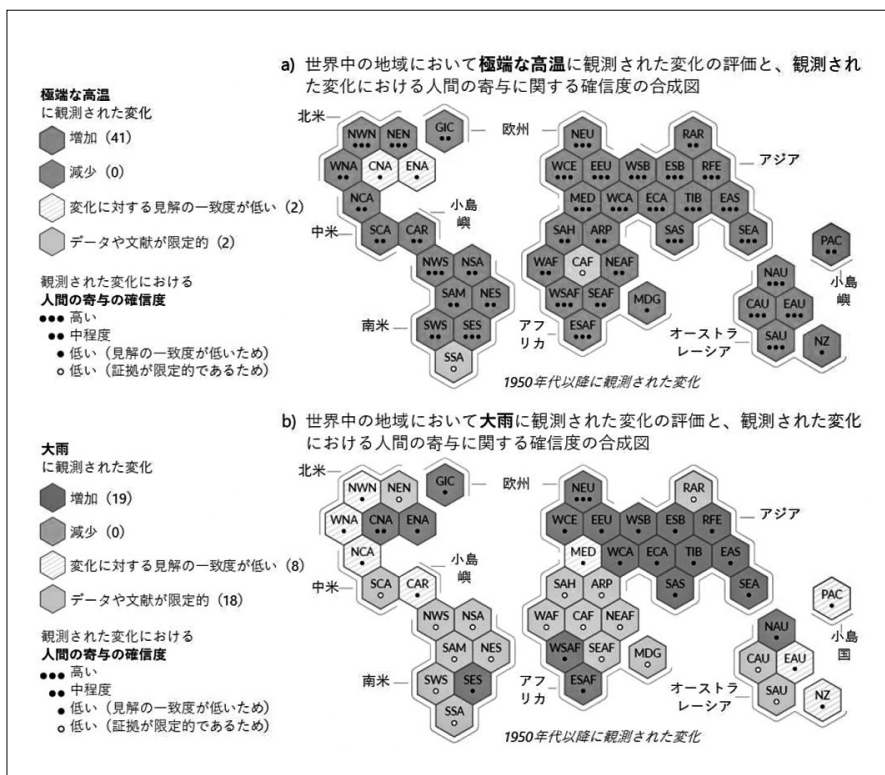 a) 世界中の地域において極端な高温に観測された変化の評価と、観測され
た変化における人間の寄与に関する確信度の合成図
極端な高温
に観測された変化
増加（41）
減少（0）
変化に対する見解の一致度が低い（2）
データや文献が限定的（2）
観測された変化における
人間の寄与の確信度
●●● 高い
●● 中程度
● 低い（見解の一致度が低いため）
○ 低い（証拠が限定的であるため）
北米
GIC
欧州
NWN NEN
NEU
RAR
アジア
WNA CNA ENA
WCE EEU WSB ESB RFE
NCA
小島
嶼
MED WCA ECA TIB EAS
中米
SCA CAR
SAH ARP
SAS
SEA
PAC
小島
嶼
NWS NSA
WAF CAF NEAF
NAU
SAM NES
WSAF SEAF
MDG
CAU EAU
南米
SWS SES
アフ
リカ
ESAF
オーストラ
レーシア
SAU
NZ
SSA
1950年代以降に観測された変化
b) 世界中の地域において大雨に観測された変化の評価と、観測された変化
における人間の寄与に関する確信度の合成図
大雨
に観測された変化
増加（19）
減少（0）
変化に対する見解の一致度が低い（8）
データや文献が限定的（18）
観測された変化における
人間の寄与の確信度
●●● 高い
●● 中程度
● 低い（見解の一致度が低いため）
○ 低い（証拠が限定的であるため）
北米
GIC
欧州
NWN NEN
NEU
RAR
アジア
WNA CNA ENA
WCE EEU WSB ESB RFE
NCA
小島
嶼
MED WCA ECA TIB EAS
中米
SCA CAR
SAH ARP
SAS
SEA
PAC
小島
国
NWS NSA
WAF CAF NEAF
NAU
SAM NES
WSAF SEAF
MDG
CAU EAU
南米
SWS SES
アフ
リカ
ESAF
オーストラ
レーシア
SAU
NZ
SSA
1950年代以降に観測された変化